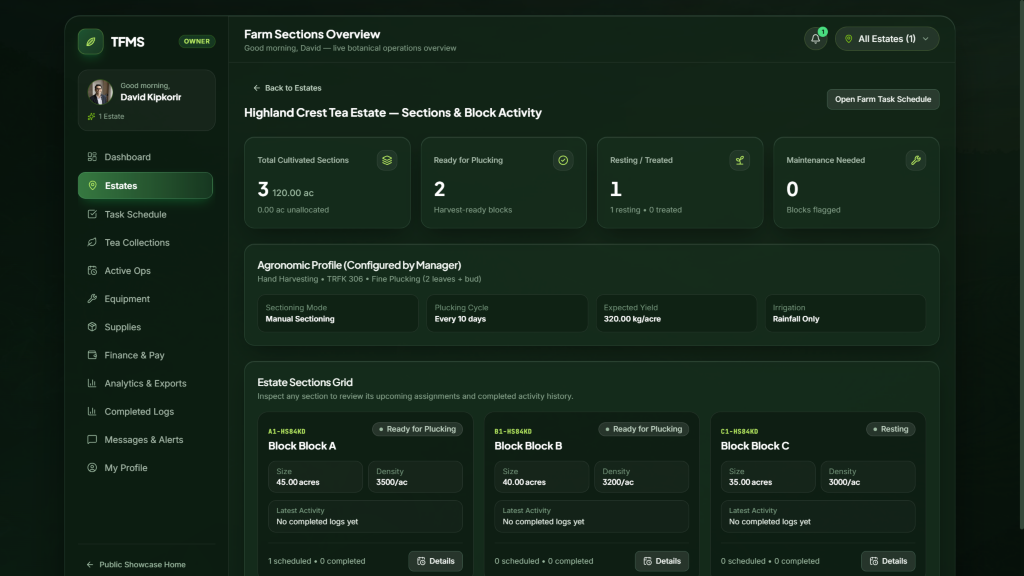 TFMS
OWNER
Good morning,
David Kipkorir
1 Estate
Dashboard
Estates
Task Schedule
Tea Collections
Active Ops
Equipment
Supplies
Finance & Pay
Analytics & Exports
Completed Logs
Messages & Alerts
My Profile
← Public Showcase Home
Farm Sections Overview
Good morning, David — live botanical operations overview
1
All Estates (1)
← Back to Estates
Highland Crest Tea Estate — Sections & Block Activity
Open Farm Task Schedule
Total Cultivated Sections
3 120.00 ac
0.00 ac unallocated
Ready for Plucking
2
Harvest-ready blocks
Resting / Treated
1
1 resting • 0 treated
Maintenance Needed
0
Blocks flagged
Agronomic Profile (Configured by Manager)
Hand Harvesting • TRFK 306 • Fine Plucking (2 leaves + bud)
Sectioning Mode
Manual Sectioning
Plucking Cycle
Every 10 days
Expected Yield
320.00 kg/acre
Irrigation
Rainfall Only
Estate Sections Grid
Inspect any section to review its upcoming assignments and completed activity history.
A1-HS84KD
Ready for Plucking
Block Block A
Size
45.00 acres
Density
3500/ac
Latest Activity
No completed logs yet
1 scheduled • 0 completed
Details
B1-HS84KD
Ready for Plucking
Block Block B
Size
40.00 acres
Density
3200/ac
Latest Activity
No completed logs yet
0 scheduled • 0 completed
Details
C1-HS84KD
Resting
Block Block C
Size
35.00 acres
Density
3000/ac
Latest Activity
No completed logs yet
0 scheduled • 0 completed
Details